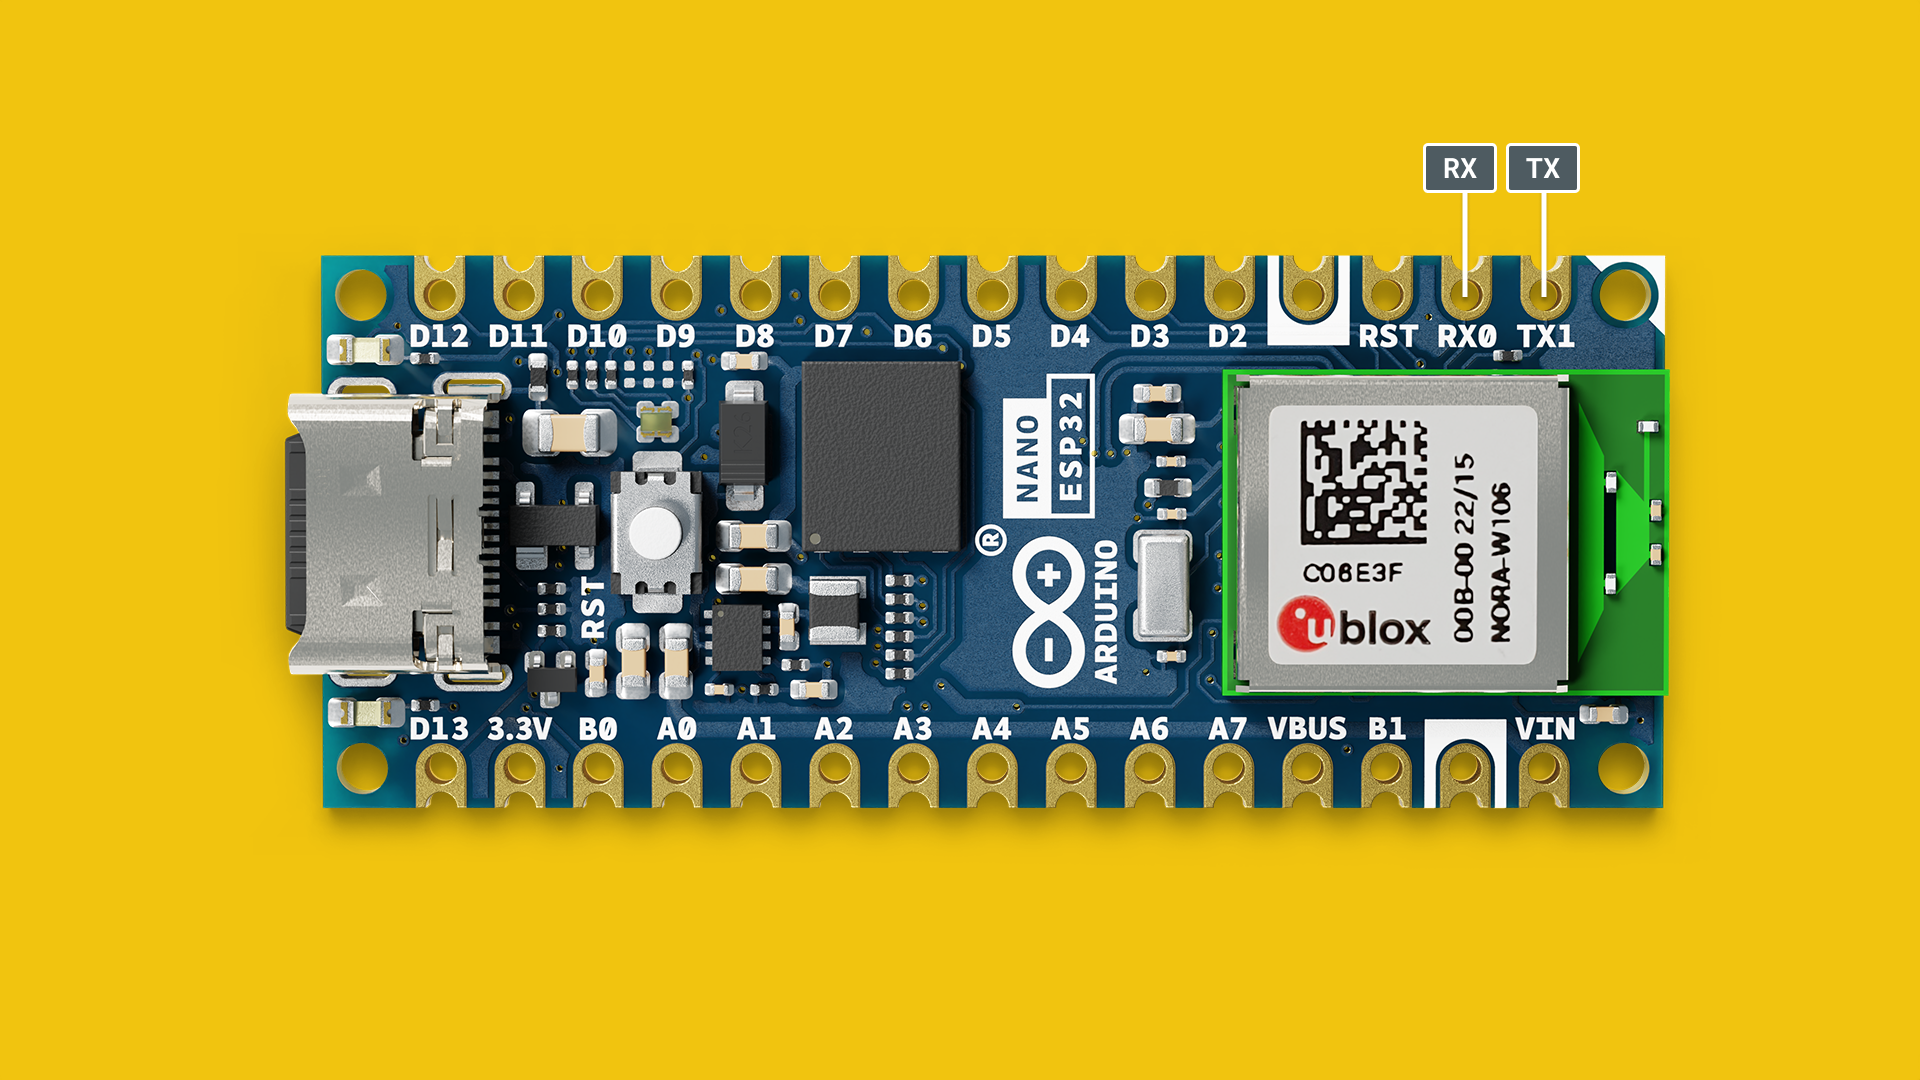 RX TX
D12 D11 D10 D9 D8 D7 D6 D5 D4 D3 D2 RST RX0 TX1
NANO
ESP32
®
ARDUINO
RST
C06E3F
ublox
00B-00 22/15
NORA-W106
D13 3.3V B0 A0 A1 A2 A3 A4 A5 A6 A7 VBUS B1 VIN